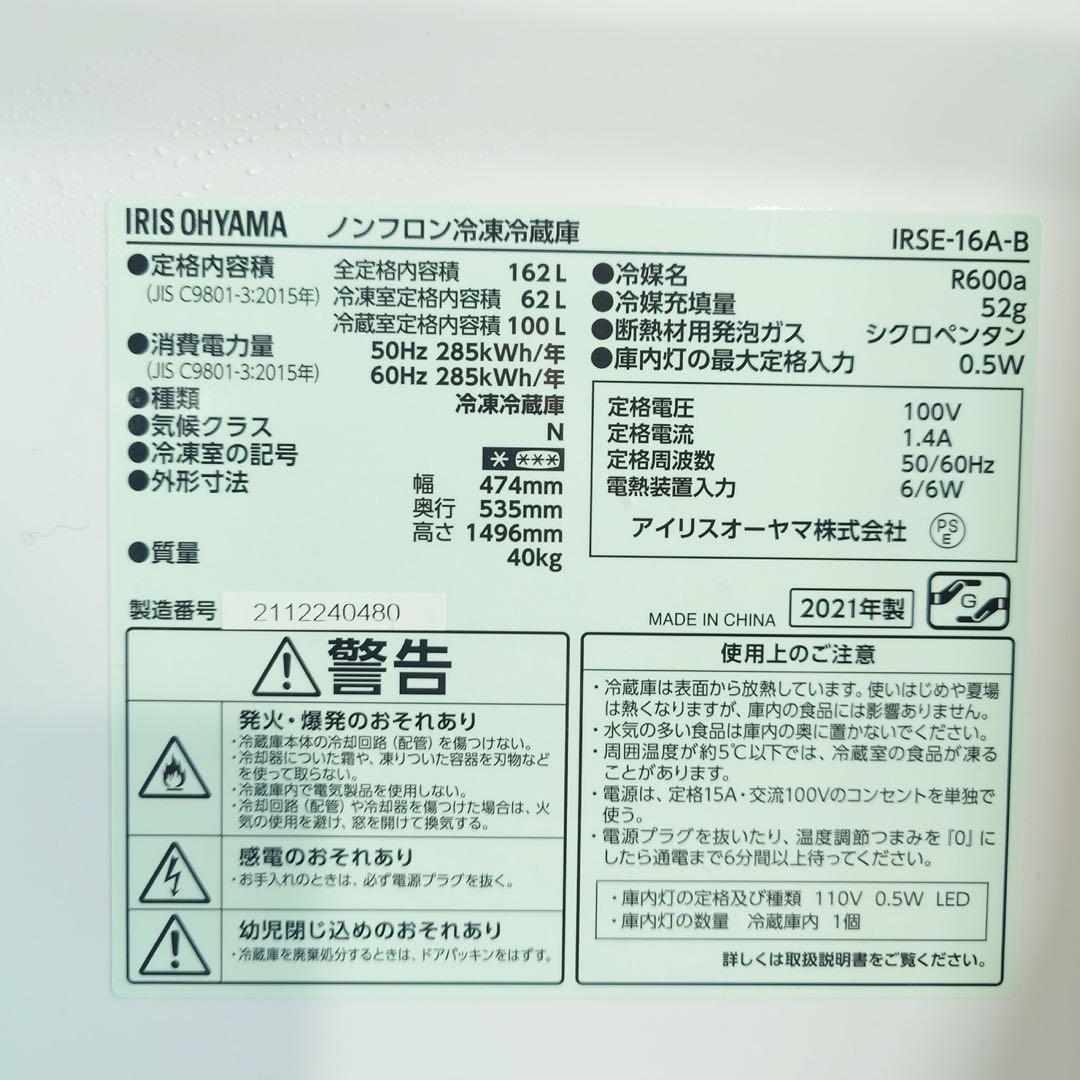 IRIS OHYAMA ノンフロン冷凍冷蔵庫 IRSE-16A-B
●定格内容積 全定格内容積 162L
(JIS C9801-3:2015年) 冷凍室定格内容積 62L
冷蔵室定格内容積 100L
●消費電力量 50Hz 285kWh/年
(JIS C9801-3:2015年) 60Hz 285kWh/年
●種類 冷凍冷蔵庫
●気候クラス N
●冷凍室の記号
●外形寸法 幅 474mm
奥行 535mm
高さ 1496mm
●質量 40kg
●冷媒名 R600a
●冷媒充填量 52g
●断熱材用発泡ガス シクロペンタン
●庫内灯の最大定格入力 0.5W
定格電圧 100V
定格電流 1.4A
定格周波数 50/60Hz
電熱装置入力 6/6W
アイリスオーヤマ株式会社 PSE
製造番号 2112240480
MADE IN CHINA 2021年製 G
警告
発火・爆発のおそれあり
・冷蔵庫本体の冷却回路(配管)を傷つけない。
・冷却器についた霜や、凍りついた容器を刃物など
を使って取らない。
・冷蔵庫内で電気製品を使用しない。
・冷却回路(配管)や冷却器を傷つけた場合は、火
気の使用を避け、窓を開けて換気する。
感電のおそれあり
・お手入れのときは、必ず電源プラグを抜く。
幼児閉じ込めのおそれあり
・冷蔵庫を廃棄処分するときは、ドアパッキンをはずす。
使用上のご注意
・冷蔵庫は表面から放熱しています。使いはじめや夏場
は熱くなりますが、庫内の食品には影響ありません。
・水気の多い食品は庫内の奥に置かないでください。
・周囲温度が約5℃以下では、冷蔵室の食品が凍る
ことがあります。
・電源は、定格15A・交流100Vのコンセントを単独で
使う。
・電源プラグを抜いたり、温度調節つまみを『0』に
したら通電まで6分間以上待ってください。
・庫内灯の定格及び種類 110V 0.5W LED
・庫内灯の数量 冷蔵庫内 1個
詳しくは取扱説明書をご覧ください。